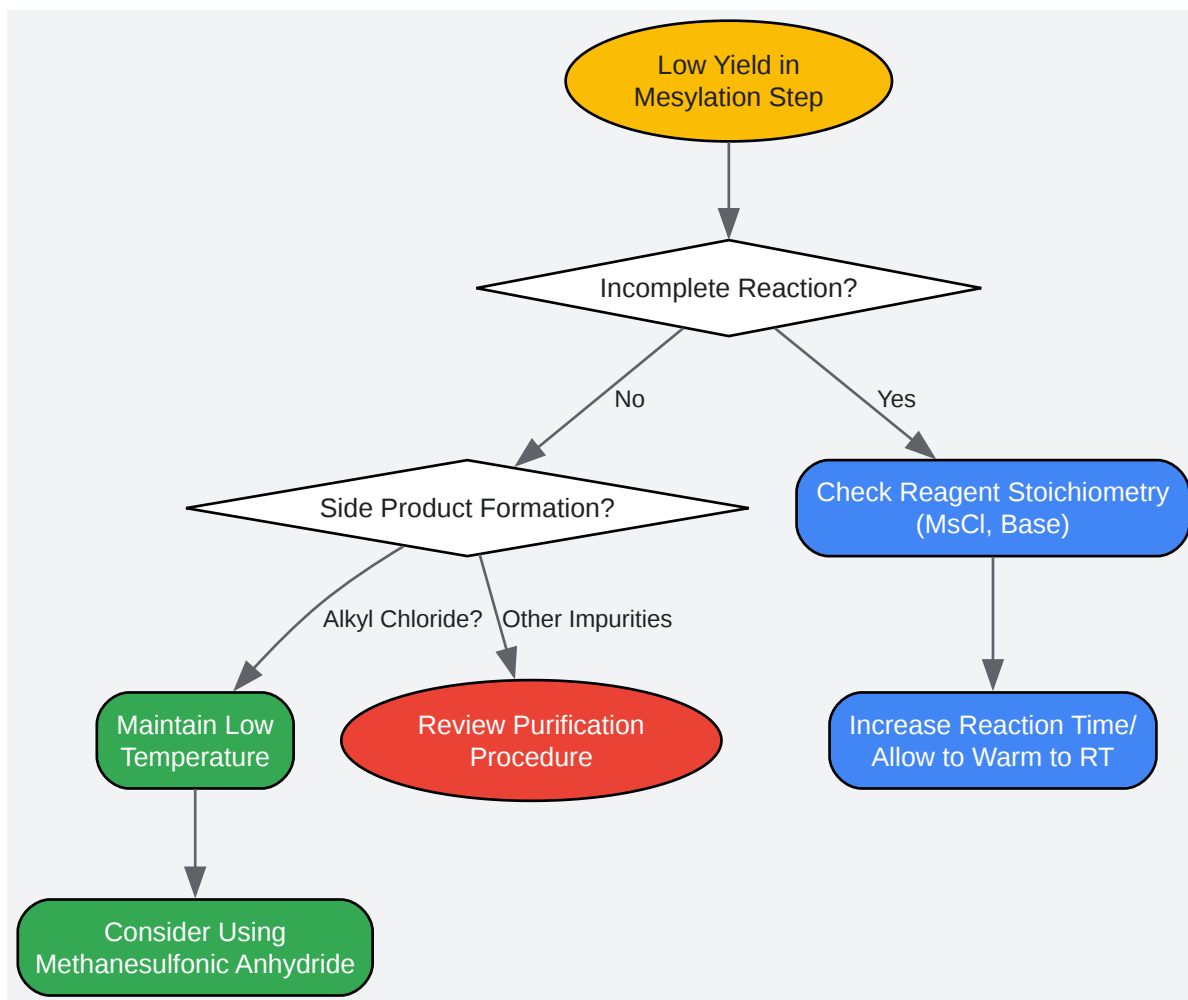 Low Yield in
Mesylation Step
Incomplete Reaction?
No
Yes
Side Product Formation?
Check Reagent Stoichiometry
(MsCl, Base)
Alkyl Chloride?
Other Impurities
Maintain Low
Temperature
Review Purification
Procedure
Increase Reaction Time/
Allow to Warm to RT
Consider Using
Methanesulfonic Anhydride